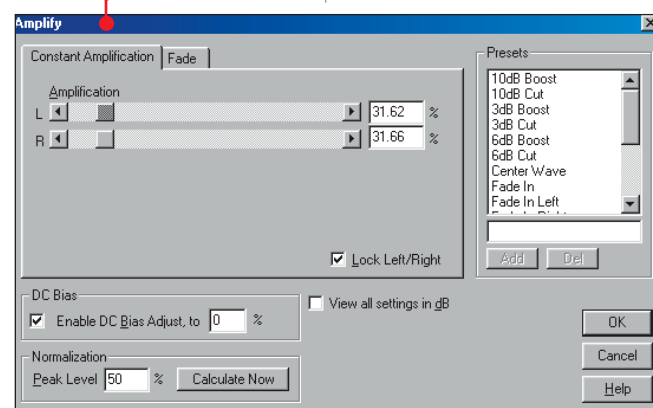 Amplify
Constant Amplification Fade
Amplification
L 31.62 %
R 31.66 %
Lock Left/Right
Presets
10dB Boost
10dB Cut
3dB Boost
3dB Cut
6dB Boost
6dB Cut
Center Wave
Fade In
Fade In Left
Add Del
DC Bias
Enable DC Bias Adjust, to 0 %
View all settings in dB
Normalization
Peak Level 50 % Calculate Now
OK
Cancel
Help